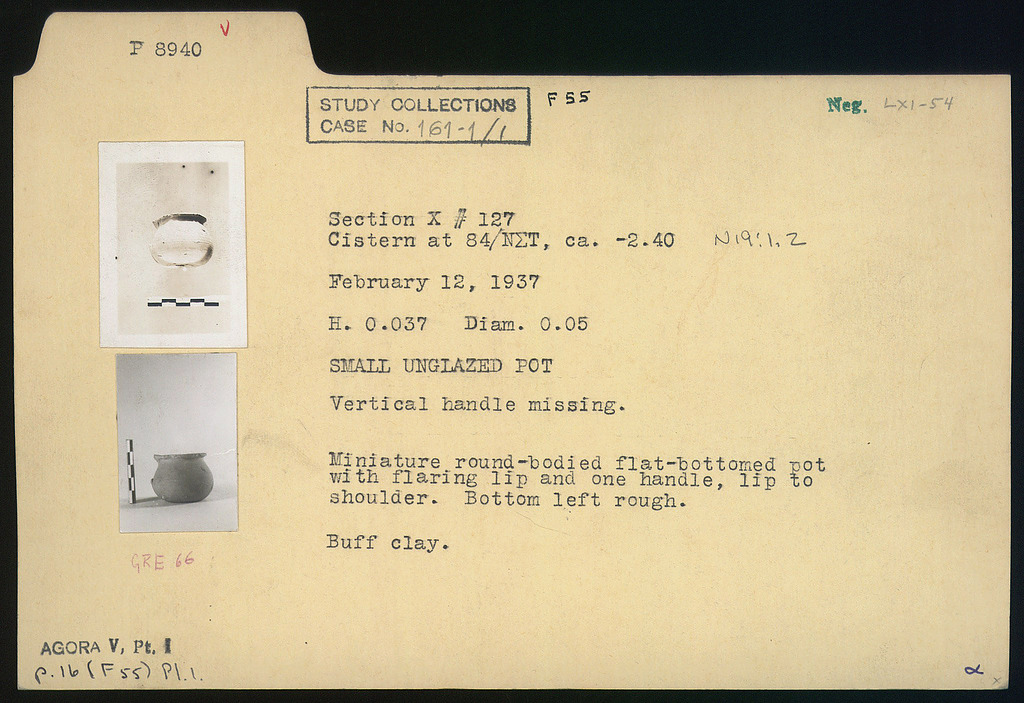 P 8940
V
STUDY COLLECTIONS
CASE No. 161-1/1
F 55
Neg. LXI-54
Section X # 127
Cistern at 84/ΝΣΤ, ca. -2.40 N19:1.2
February 12, 1937
H. 0.037 Diam. 0.05
SMALL UNGLAZED POT
Vertical handle missing.
Miniature round-bodied flat-bottomed pot
with flaring lip and one handle, lip to
shoulder. Bottom left rough.
Buff clay.
GRE 66
AGORA V, Pt. I
p.16 (F55) Pl.1.
α
x